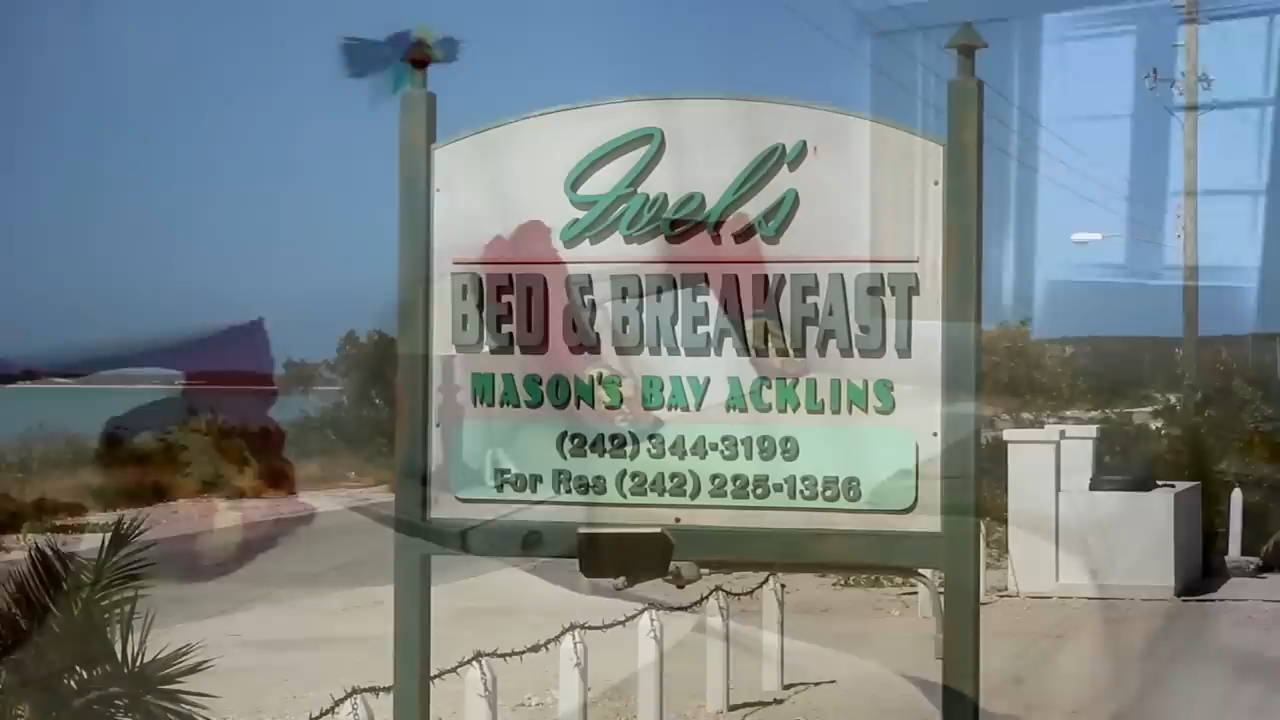 Ivel's
BED & BREAKFAST
MASON'S BAY ACKLINS
(242) 344-3199
For Res (242) 225-1356